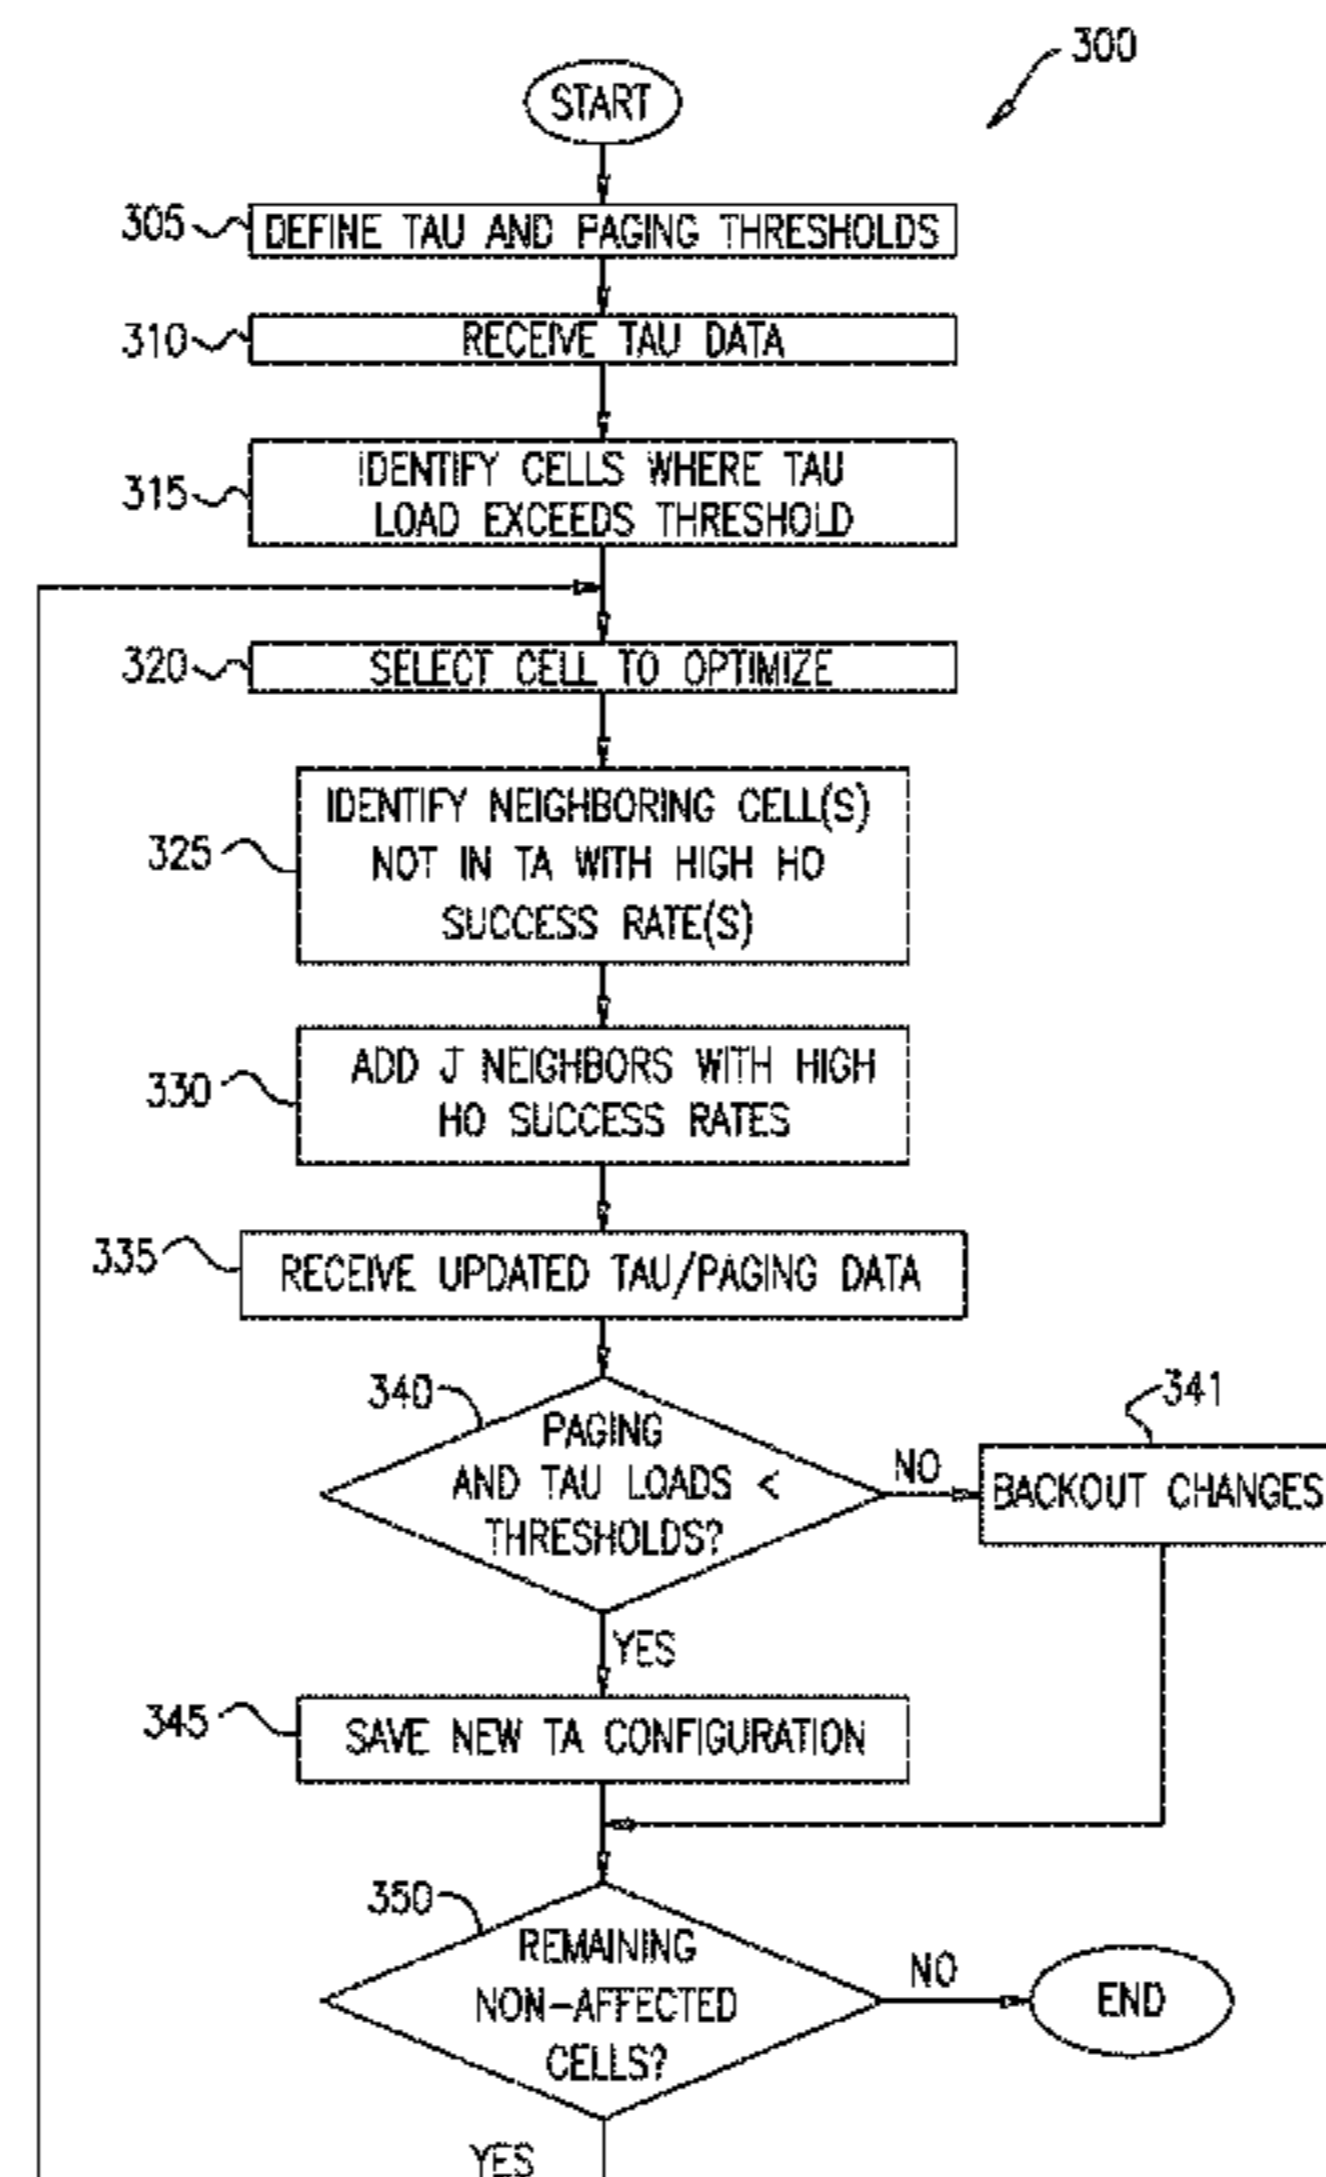 300
START
305
DEFINE TAU AND PAGING THRESHOLDS
310
RECEIVE TAU DATA
315
IDENTIFY CELLS WHERE TAU
LOAD EXCEEDS THRESHOLD
320
SELECT CELL TO OPTIMIZE
325
IDENTIFY NEIGHBORING CELL(S)
NOT IN TA WITH HIGH HO
SUCCESS RATE(S)
330
ADD J NEIGHBORS WITH HIGH
HO SUCCESS RATES
335
RECEIVE UPDATED TAU/PAGING DATA
340
PAGING
AND TAU LOADS <
THRESHOLDS?
NO
341
BACKOUT CHANGES
YES
345
SAVE NEW TA CONFIGURATION
350
REMAINING
NON-AFFECTED
CELLS?
NO
END
YES